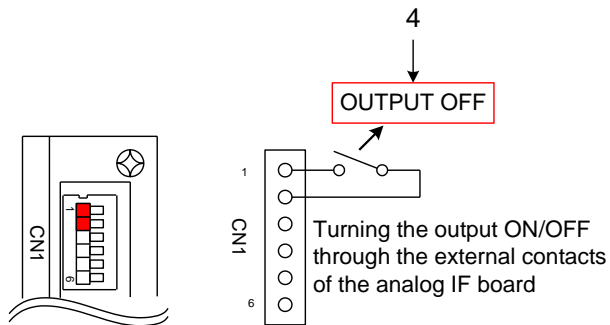 4
OUTPUT OFF
1
6
CN1
1
6
CN1
Turning the output ON/OFF
through the external contacts
of the analog IF board